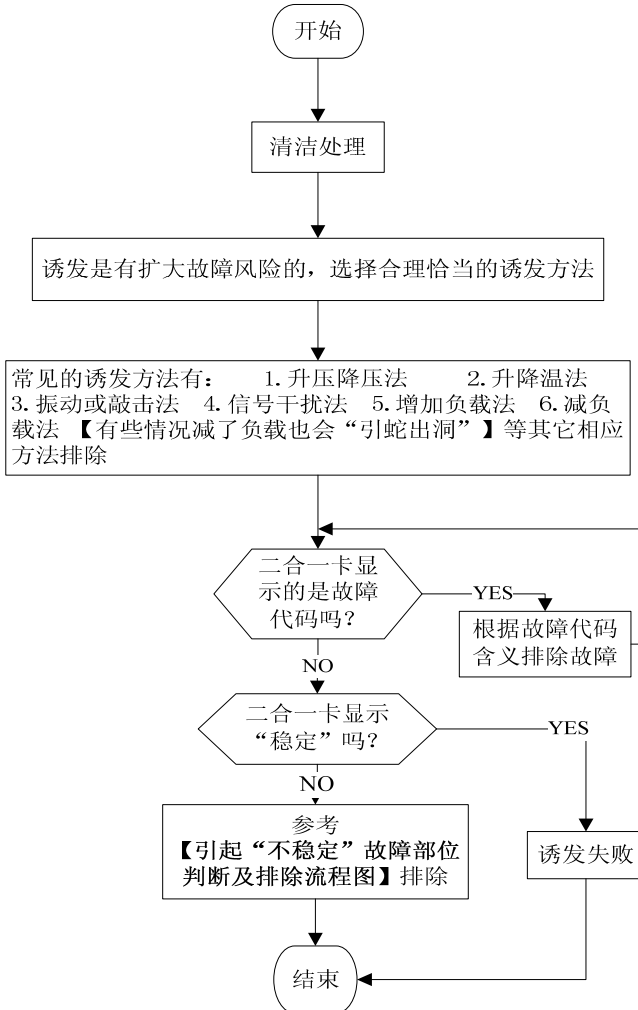 开始
清洁处理
诱发是有扩大故障风险的，选择合理恰当的诱发方法
常见的诱发方法有： 1.升压降压法 2.升降温法
3.振动或敲击法 4.信号干扰法 5.增加负载法 6.减负
载法 【有些情况减了负载也会“引蛇出洞”】等其它相应
方法排除
二合一卡显
示的是故障
代码吗？
YES
根据故障代码
含义排除故障
NO
二合一卡显示
“稳定”吗？
YES
NO
参考
【引起“不稳定”故障部位
判断及排除流程图】排除
诱发失败
结束